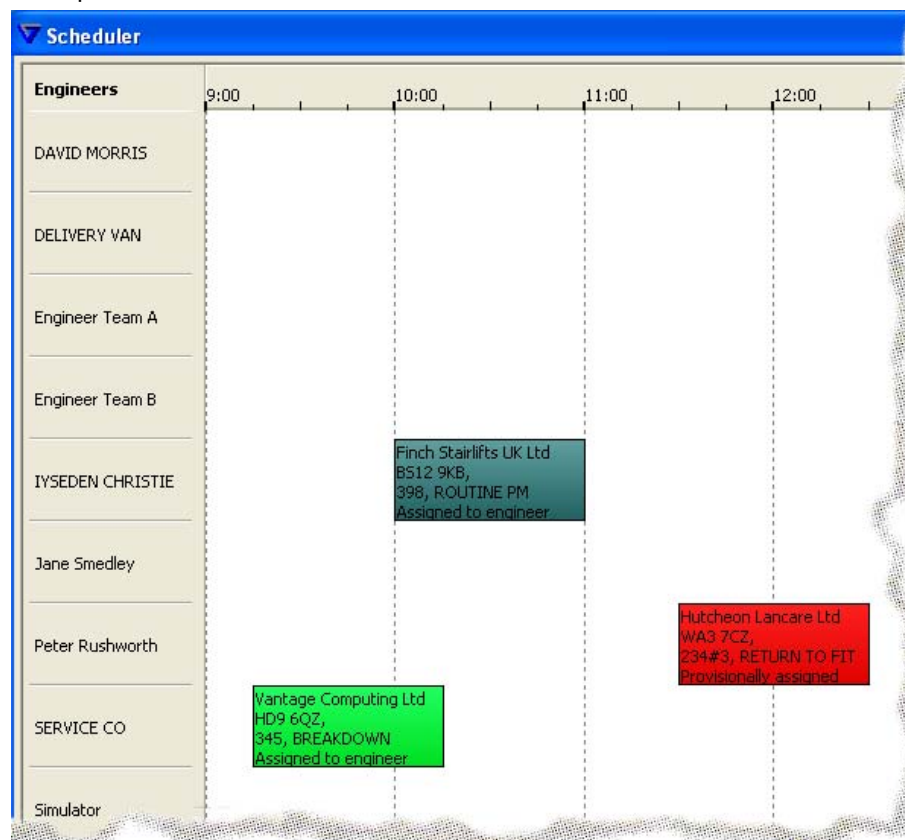 Scheduler
Engineers
9:00 10:00 11:00 12:00
DAVID MORRIS
DELIVERY VAN
Engineer Team A
Engineer Team B
IYSEDEN CHRISTIE
Finch Stairlifts UK Ltd
BS12 9KB,
398, ROUTINE PM
Assigned to engineer
Jane Smedley
Peter Rushworth
Hutcheon Lancare Ltd
WA3 7CZ,
234#3, RETURN TO FIT
Provisionally assigned
SERVICE CO
Vantage Computing Ltd
HD9 6QZ,
345, BREAKDOWN
Assigned to engineer
Simulator